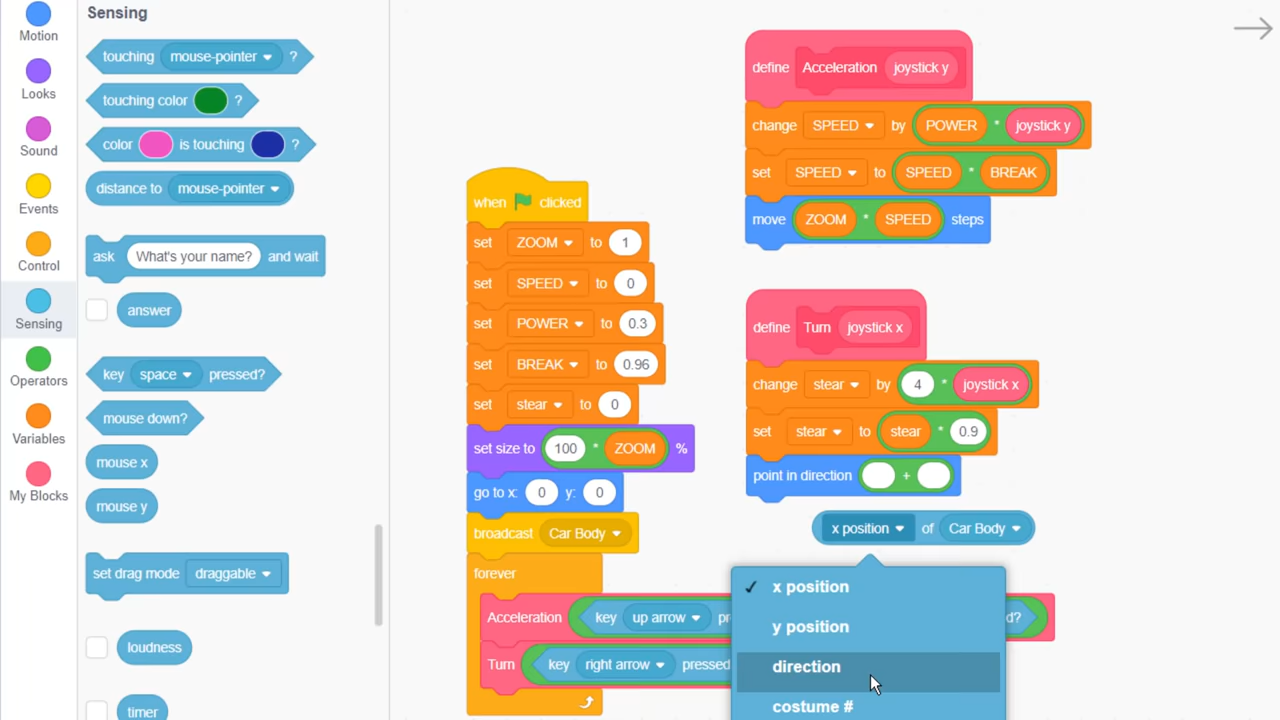 Motion
Looks
Sound
Events
Control
Sensing
Operators
Variables
My Blocks
Sensing
touching mouse-pointer ?
touching color ?
color is touching ?
distance to mouse-pointer
ask What's your name? and wait
answer
key space pressed?
mouse down?
mouse x
mouse y
set drag mode draggable
loudness
timer
when clicked
set ZOOM to 1
set SPEED to 0
set POWER to 0.3
set BREAK to 0.96
set stear to 0
set size to 100 * ZOOM %
go to x: 0 y: 0
broadcast Car Body
forever
Acceleration key up arrow pr d?
Turn key right arrow pressed
define Acceleration joystick y
change SPEED by POWER * joystick y
set SPEED to SPEED * BREAK
move ZOOM * SPEED steps
define Turn joystick x
change stear by 4 * joystick x
set stear to stear * 0.9
point in direction +
x position of Car Body
✓ x position
y position
direction
costume #